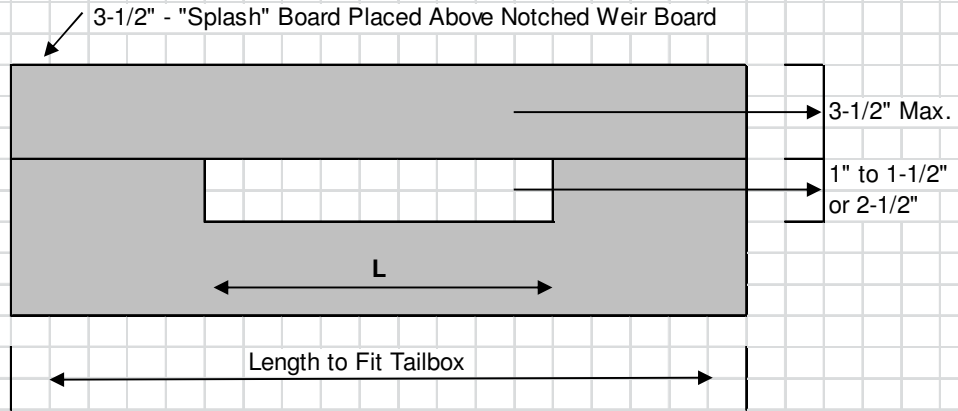 3-1/2" - "Splash" Board Placed Above Notched Weir Board
3-1/2" Max.
1" to 1-1/2"
or 2-1/2"
L
Length to Fit Tailbox